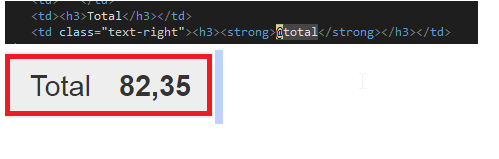 <td><h3>Total</h3></td>
<td class="text-right"><h3><strong>@total</strong></h3></td>
Total 82,35